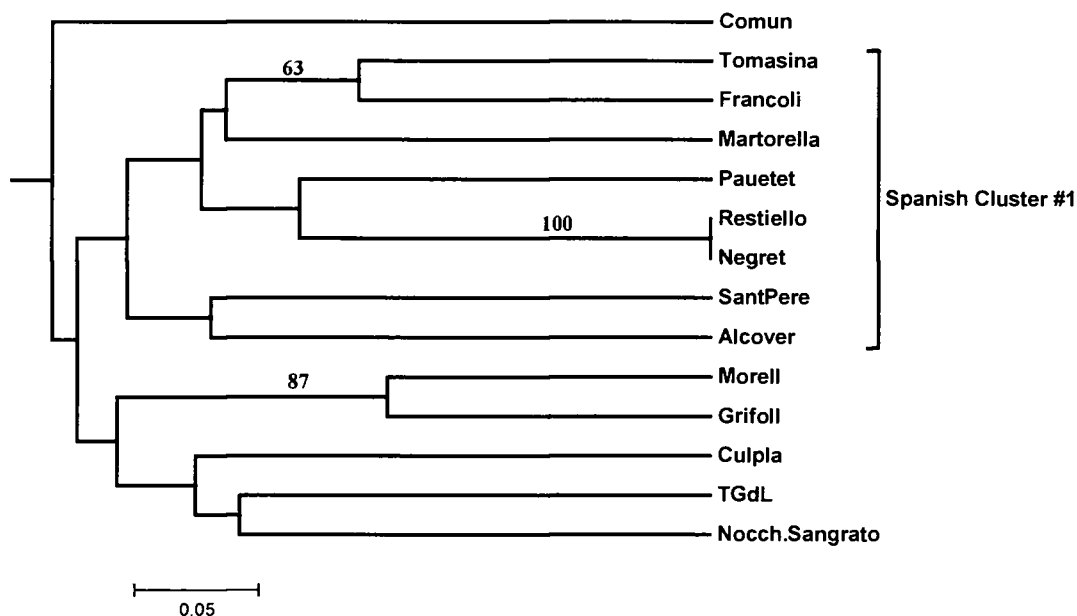 Comun
Tomasina
63
Francoli
Martorella
Pauetet
Spanish Cluster #1
Restiello
100
Negret
SantPere
Alcover
Morell
87
Grifoll
Culpla
TGdL
Nocch.Sangrato
0.05